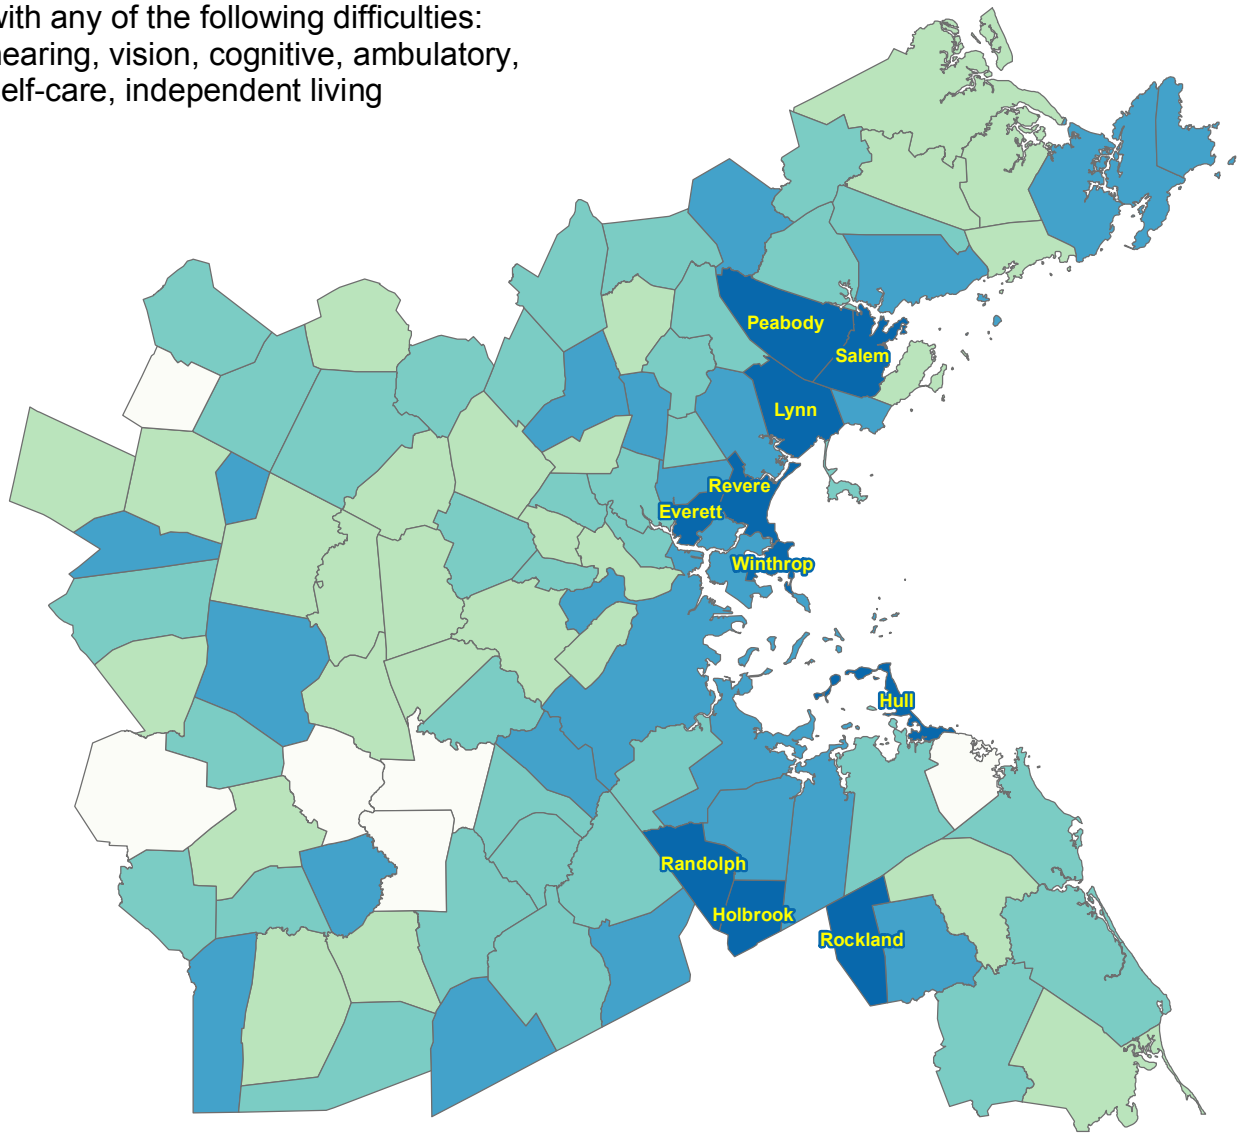 with any of the following difficulties:
hearing, vision, cognitive, ambulatory,
self-care, independent living
Peabody
Salem
Lynn
Revere
Everett
Winthrop
Hull
Randolph
Holbrook
Rockland